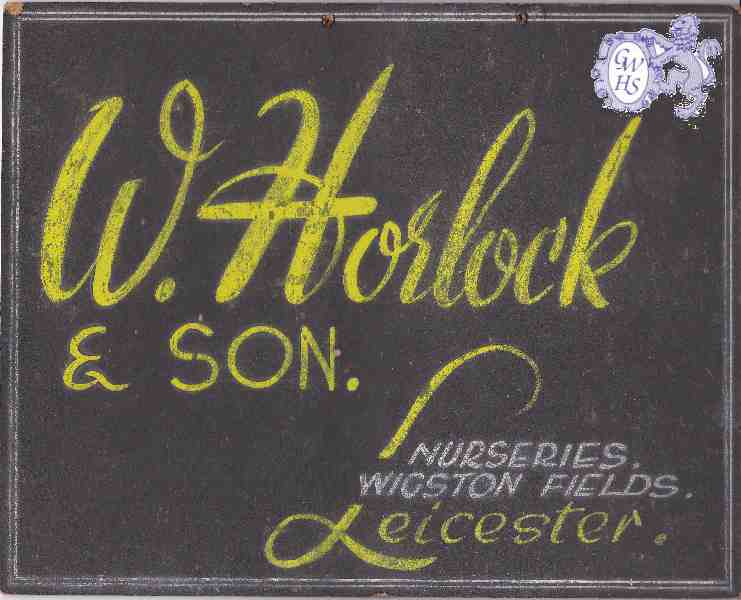 GWHS
W. Horlock
& SON.
NURSERIES.
WIGSTON FIELDS.
Leicester.